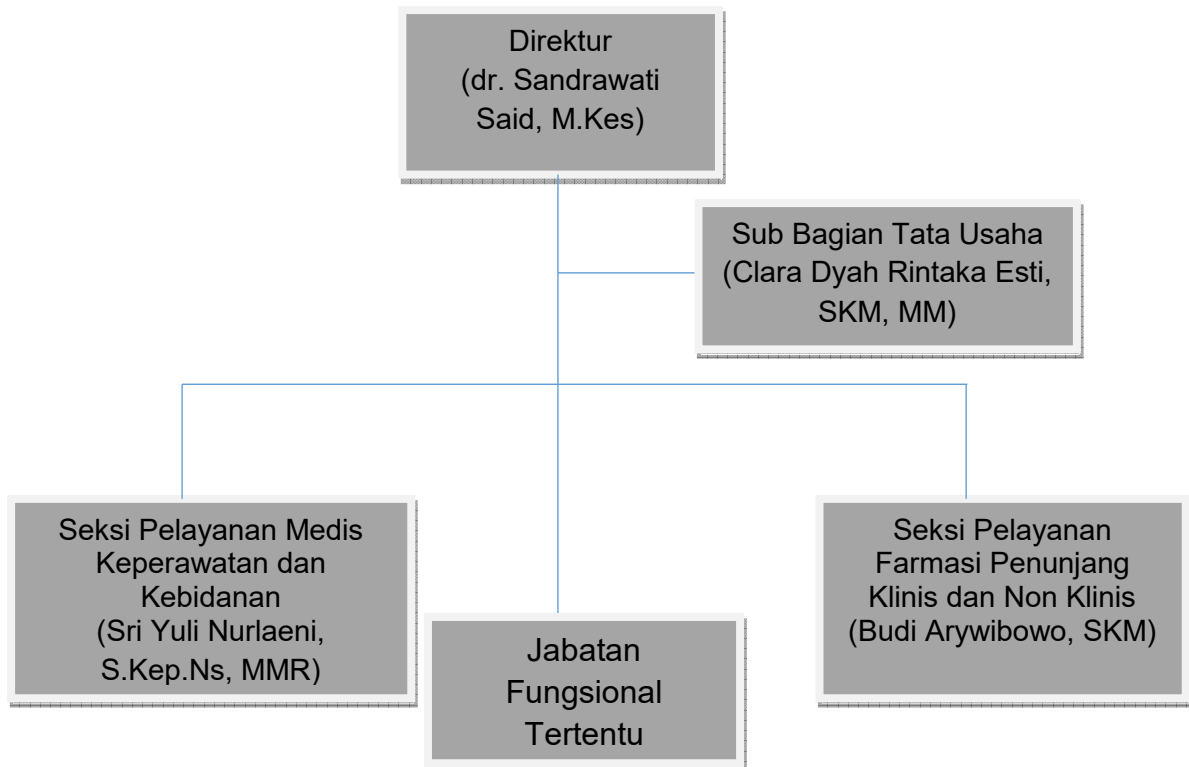 Direktur
(dr. Sandrawati
Said, M.Kes)
Sub Bagian Tata Usaha
(Clara Dyah Rintaka Esti,
SKM, MM)
Seksi Pelayanan Medis
Keperawatan dan
Kebidanan
(Sri Yuli Nurlaeni,
S.Kep.Ns, MMR)
Jabatan
Fungsional
Tertentu
Seksi Pelayanan
Farmasi Penunjang
Klinis dan Non Klinis
(Budi Arywibowo, SKM)